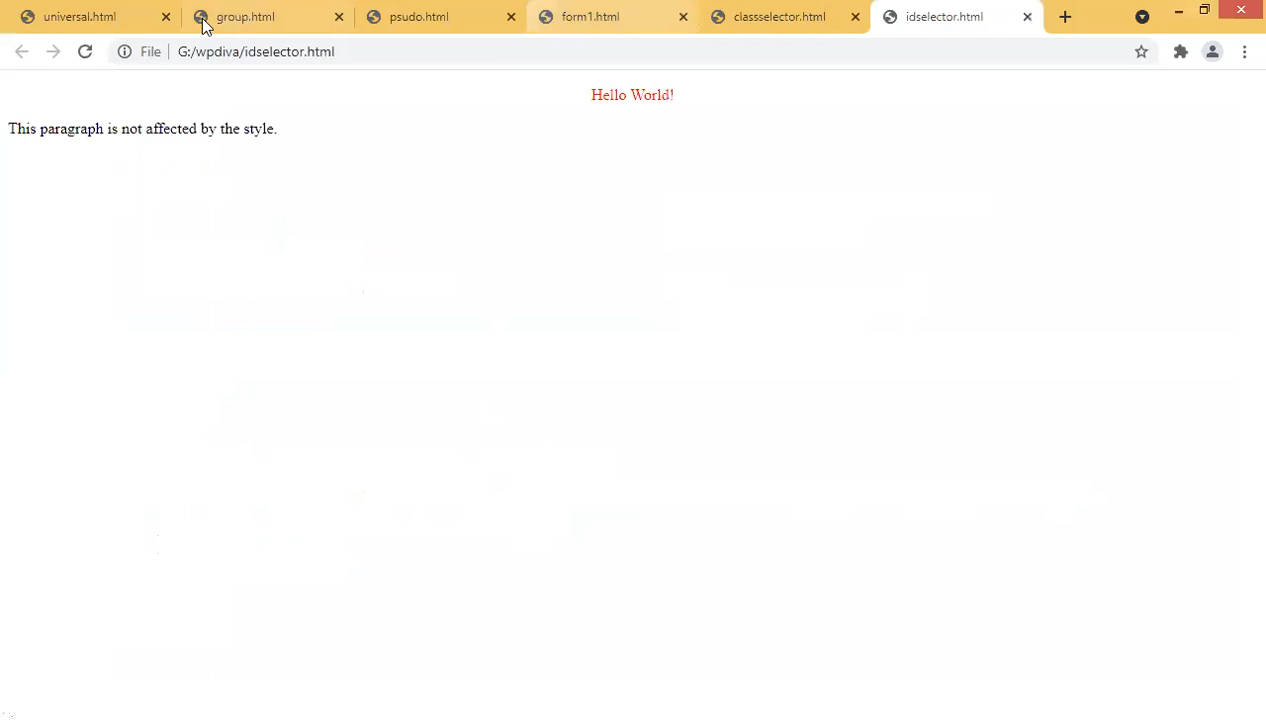 universal.html group.html psudo.html form1.html classselector.html idselector.html
File G:/wpdiva/idselector.html
Hello World!
This paragraph is not affected by the style.